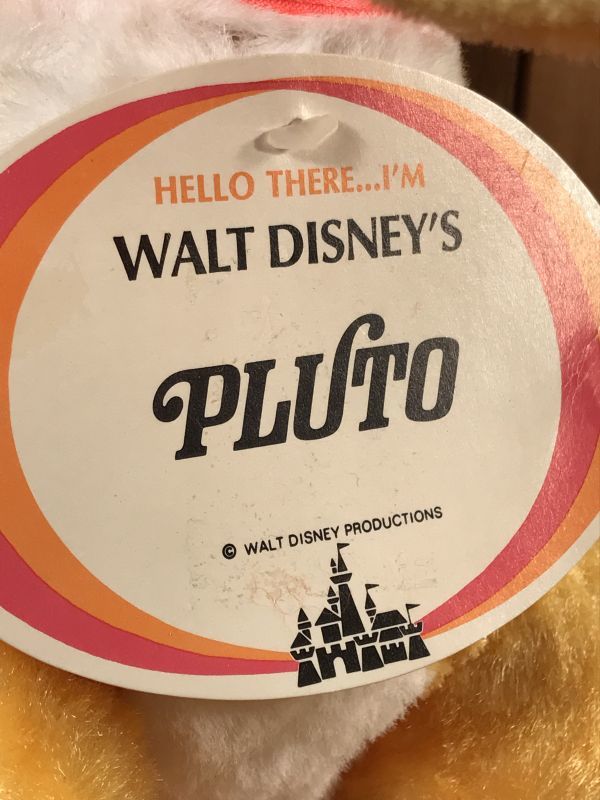 HELLO THERE...I'M
WALT DISNEY'S
PLUTO
© WALT DISNEY PRODUCTIONS